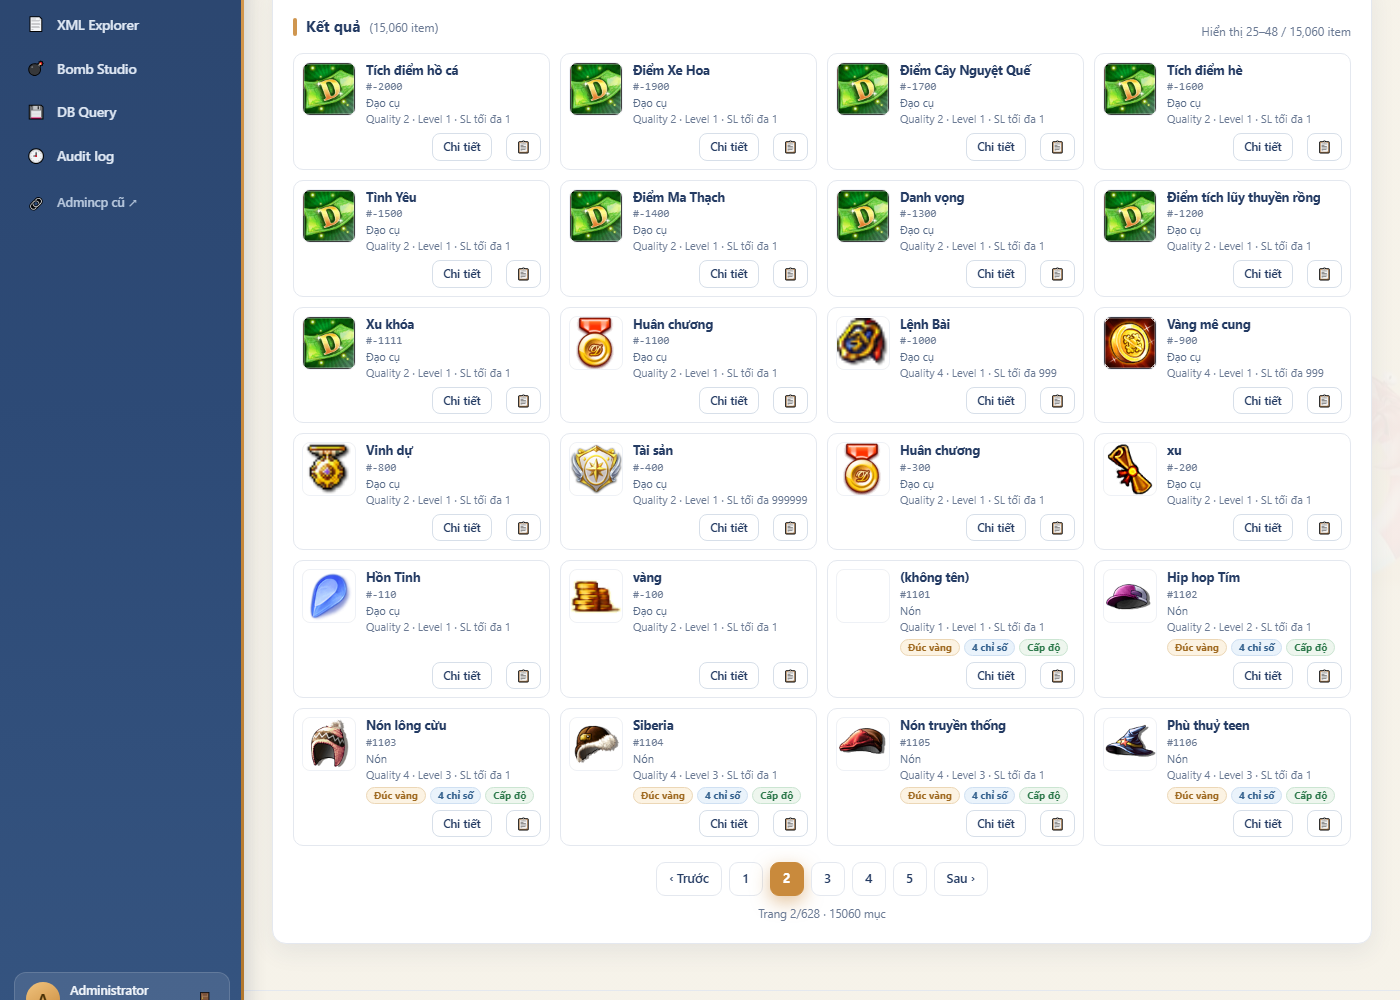 XML Explorer
Bomb Studio
DB Query
Audit log
Admincp cũ ↗
Administrator
A
Kết quả (15,060 item)
Hiển thị 25–48 / 15,060 item
Tích điểm hồ cá
#-2000
Đạo cụ
Quality 2 · Level 1 · SL tối đa 1
Chi tiết
Điểm Xe Hoa
#-1900
Đạo cụ
Quality 2 · Level 1 · SL tối đa 1
Chi tiết
Điểm Cây Nguyệt Quế
#-1700
Đạo cụ
Quality 2 · Level 1 · SL tối đa 1
Chi tiết
Tích điểm hè
#-1600
Đạo cụ
Quality 2 · Level 1 · SL tối đa 1
Chi tiết
Tình Yêu
#-1500
Đạo cụ
Quality 2 · Level 1 · SL tối đa 1
Chi tiết
Điểm Ma Thạch
#-1400
Đạo cụ
Quality 2 · Level 1 · SL tối đa 1
Chi tiết
Danh vọng
#-1300
Đạo cụ
Quality 2 · Level 1 · SL tối đa 1
Chi tiết
Điểm tích lũy thuyền rồng
#-1200
Đạo cụ
Quality 2 · Level 1 · SL tối đa 1
Chi tiết
Xu khóa
#-1111
Đạo cụ
Quality 2 · Level 1 · SL tối đa 1
Chi tiết
Huân chương
#-1100
Đạo cụ
Quality 2 · Level 1 · SL tối đa 1
Chi tiết
Lệnh Bài
#-1000
Đạo cụ
Quality 4 · Level 1 · SL tối đa 999
Chi tiết
Vàng mê cung
#-900
Đạo cụ
Quality 4 · Level 1 · SL tối đa 999
Chi tiết
Vinh dự
#-800
Đạo cụ
Quality 2 · Level 1 · SL tối đa 1
Chi tiết
Tài sản
#-400
Đạo cụ
Quality 2 · Level 1 · SL tối đa 999999
Chi tiết
Huân chương
#-300
Đạo cụ
Quality 2 · Level 1 · SL tối đa 1
Chi tiết
xu
#-200
Đạo cụ
Quality 2 · Level 1 · SL tối đa 1
Chi tiết
Hồn Tinh
#-110
Đạo cụ
Quality 2 · Level 1 · SL tối đa 1
Chi tiết
vàng
#-100
Đạo cụ
Quality 2 · Level 1 · SL tối đa 1
Chi tiết
(không tên)
#1101
Nón
Quality 1 · Level 1 · SL tối đa 1
Đúc vàng 4 chỉ số Cấp độ
Chi tiết
Hip hop Tím
#1102
Nón
Quality 2 · Level 2 · SL tối đa 1
Đúc vàng 4 chỉ số Cấp độ
Chi tiết
Nón lông cừu
#1103
Nón
Quality 4 · Level 3 · SL tối đa 1
Đúc vàng 4 chỉ số Cấp độ
Chi tiết
Siberia
#1104
Nón
Quality 4 · Level 3 · SL tối đa 1
Đúc vàng 4 chỉ số Cấp độ
Chi tiết
Nón truyền thống
#1105
Nón
Quality 4 · Level 3 · SL tối đa 1
Đúc vàng 4 chỉ số Cấp độ
Chi tiết
Phù thuỷ teen
#1106
Nón
Quality 4 · Level 3 · SL tối đa 1
Đúc vàng 4 chỉ số Cấp độ
Chi tiết
‹ Trước 1 2 3 4 5 Sau ›
Trang 2/628 · 15060 mục